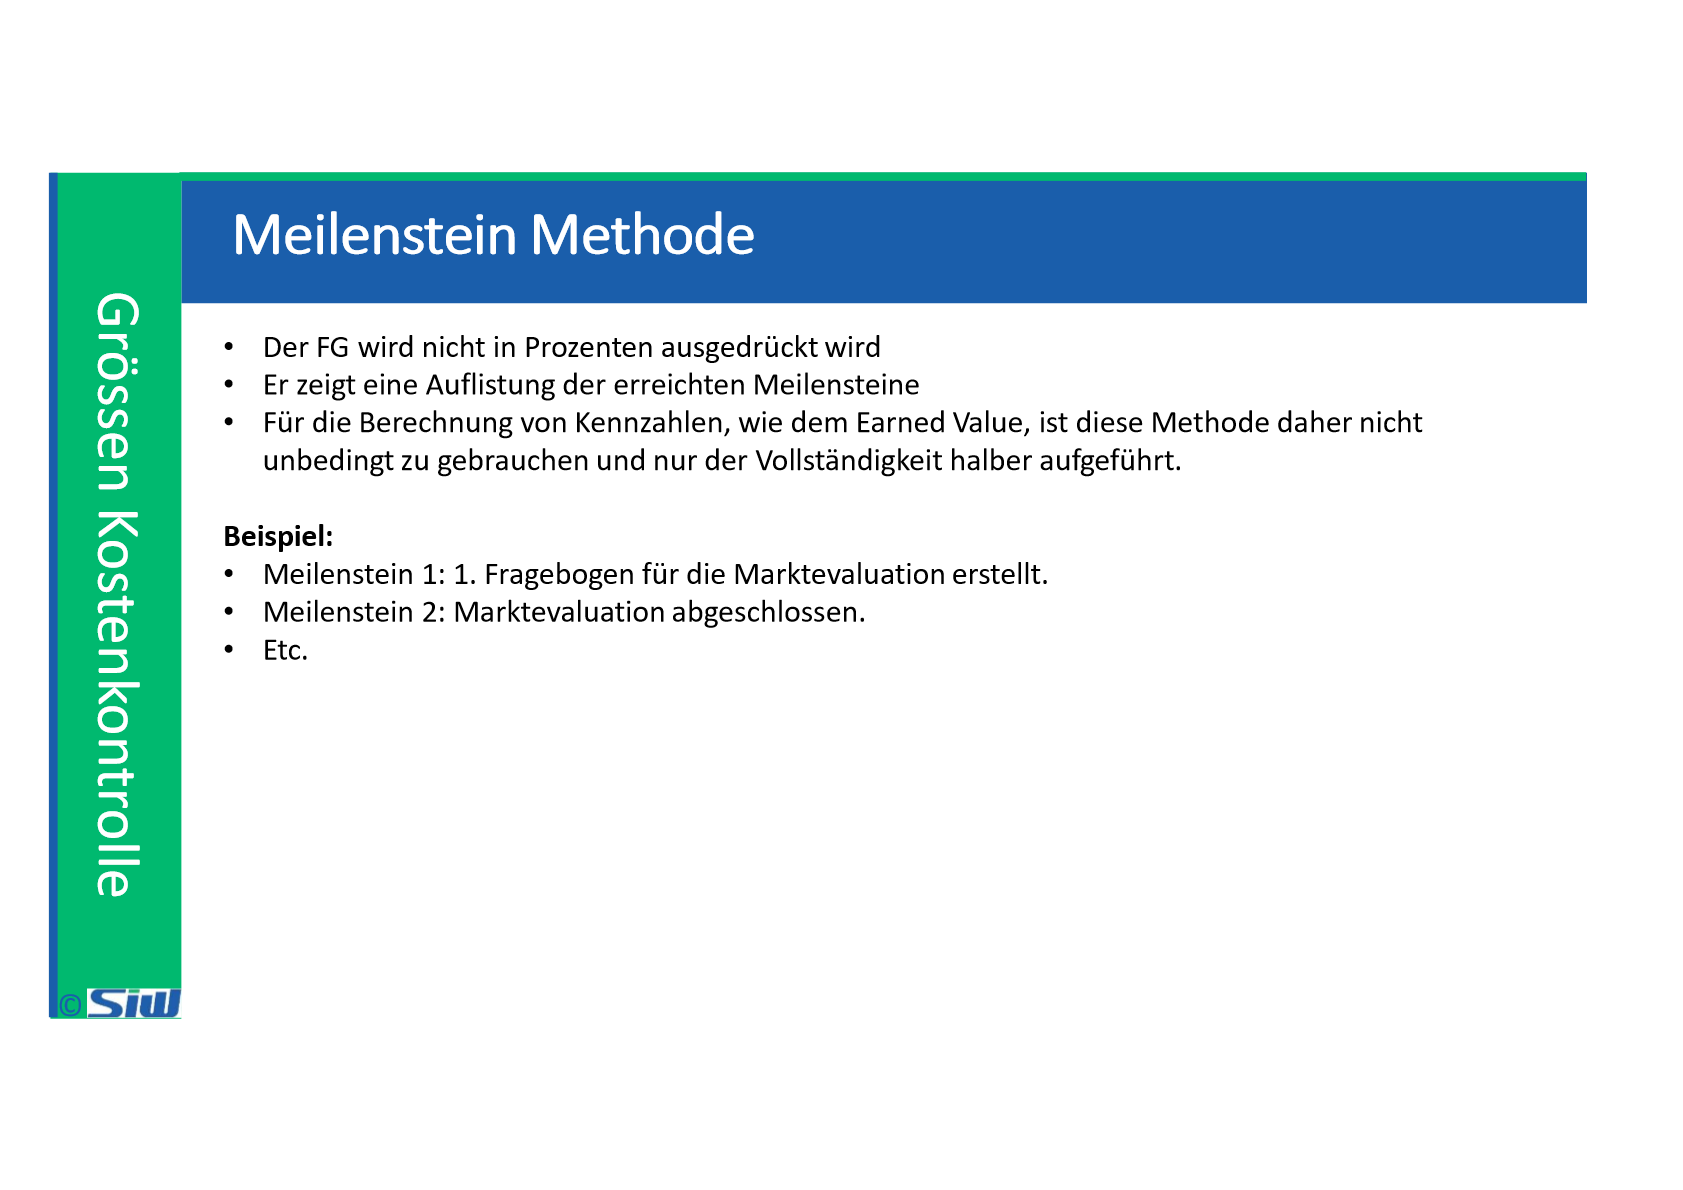 Meilenstein Methode
Grössen Kostenkontrolle
• Der FG wird nicht in Prozenten ausgedrückt wird
• Er zeigt eine Auflistung der erreichten Meilensteine
• Für die Berechnung von Kennzahlen, wie dem Earned Value, ist diese Methode daher nicht
unbedingt zu gebrauchen und nur der Vollständigkeit halber aufgeführt.
Beispiel:
• Meilenstein 1: 1. Fragebogen für die Marktevaluation erstellt.
• Meilenstein 2: Marktevaluation abgeschlossen.
• Etc.
© SIW